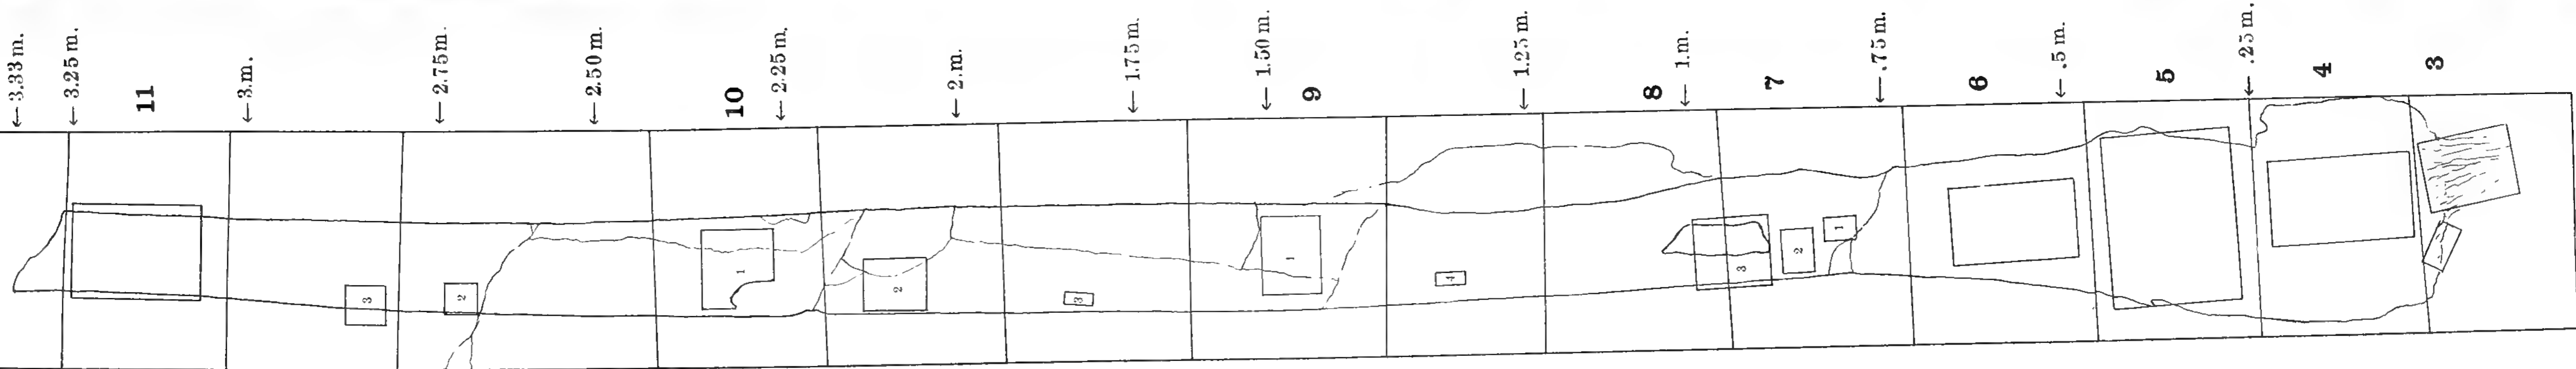 ←3.33 m.
←3.25 m.
11
←3.m.
←2.75m.
←2.50 m.
10
←2.25 m.
←2.m.
←1.75 m.
←1.50 m.
9
←1.25 m.
8
←1.m.
7
←.75 m.
6
←.5 m.
5
←.25 m.
4
3
3
2
1
2
3
1
4
3
2
1